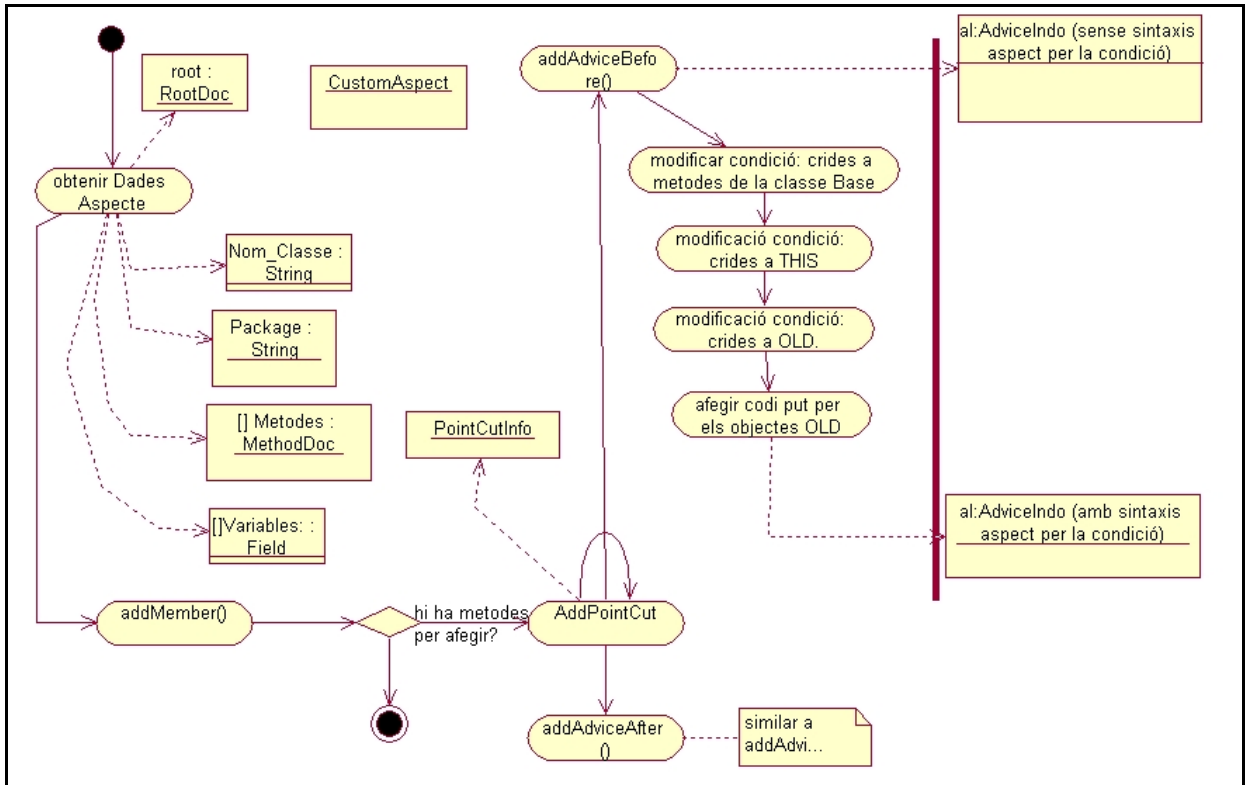 root :
RootDoc
CustomAspect
addAdviceBefo
re()
al:AdviceIndo (sense sintaxis
aspect per la condició)
obtenir Dades
Aspecte
modificar condició: crides a
metodes de la classe Base
Nom_Classe :
String
modificació condició:
crides a THIS
Package :
String
modificació condició:
crides a OLD.
[] Metodes :
MethodDoc
PointCutInfo
afegir codi put per
els objectes OLD
[]Variables: :
Field
al:AdviceIndo (amb sintaxis
aspect per la condició)
addMember()
hi ha metodes
per afegir?
AddPointCut
addAdviceAfter
()
similar a
addAdvi...